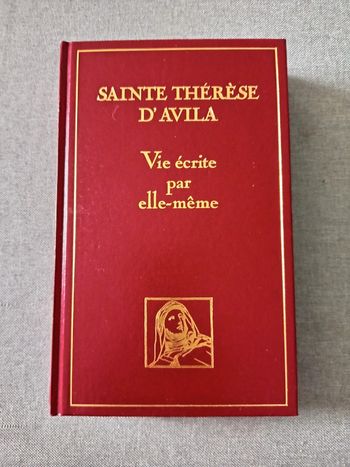 SAINTE THÉRÈSE
D'AVILA
Vie écrite
par
elle-même